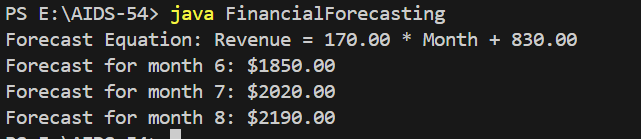 PS E:\AIDS-54> java FinancialForecasting
Forecast Equation: Revenue = 170.00 * Month + 830.00
Forecast for month 6: $1850.00
Forecast for month 7: $2020.00
Forecast for month 8: $2190.00
PS E:\AIDS-54>